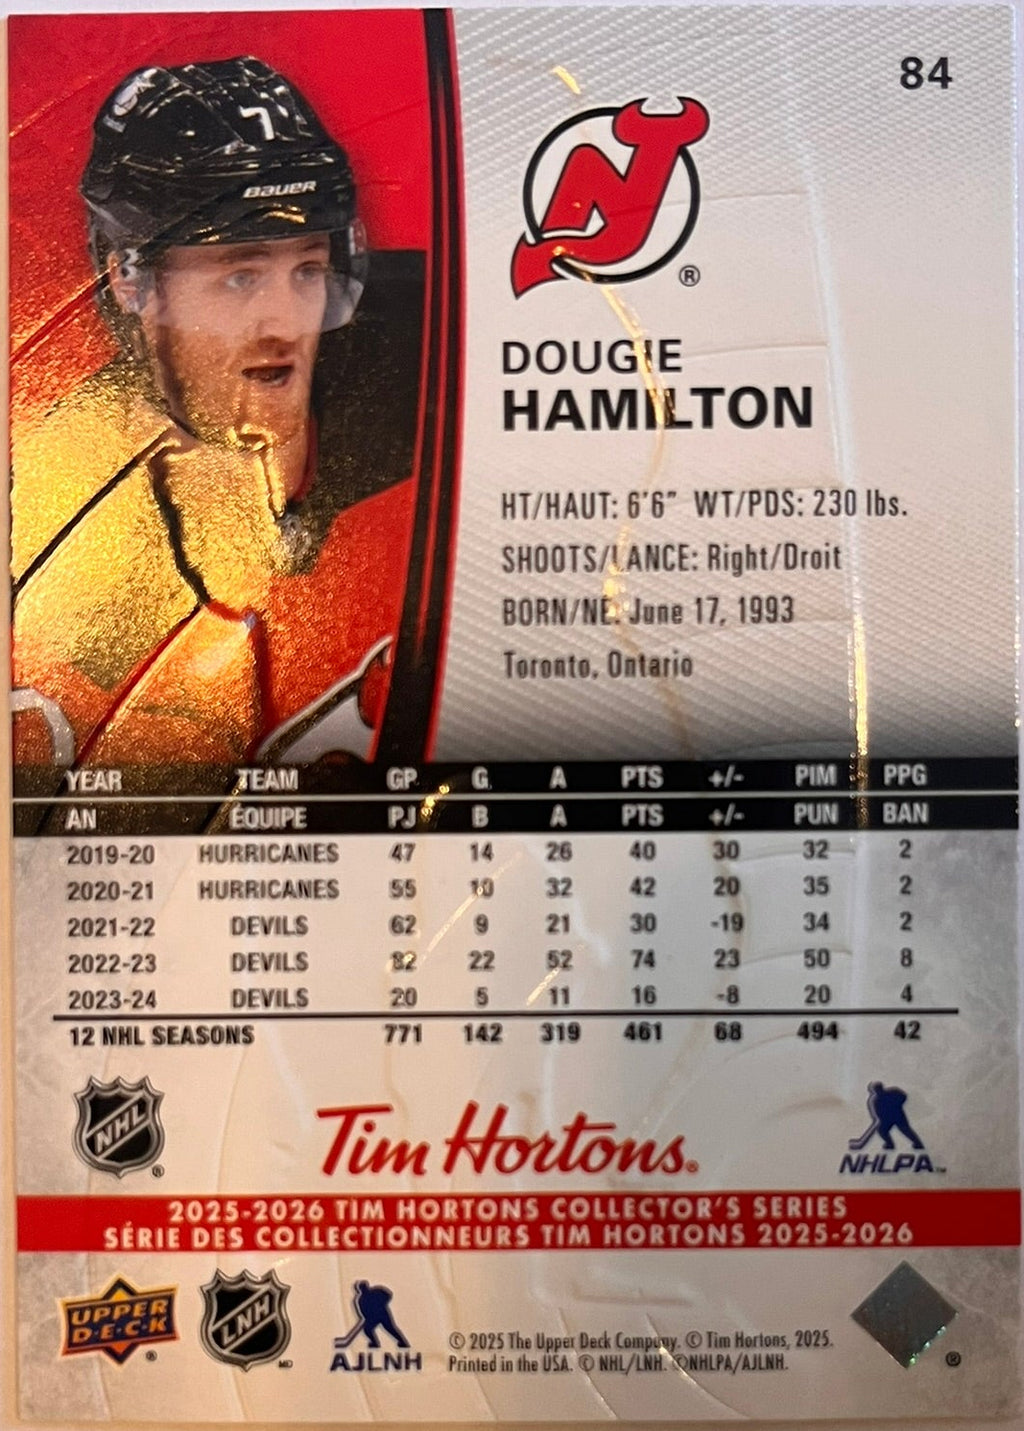 84
7
BAUER
®
DOUGIE
HAMILTON
HT/HAUT: 6'6" WT/PDS: 230 lbs.
SHOOTS/LANCE: Right/Droit
BORN/NÉ: June 17, 1993
Toronto, Ontario
YEAR TEAM GP G A PTS +/- PIM PPG
AN ÉQUIPE PJ B A PTS +/- PUN BAN
2019-20 HURRICANES 47 14 26 40 30 32 2
2020-21 HURRICANES 55 10 32 42 20 35 2
2021-22 DEVILS 62 9 21 30 -19 34 2
2022-23 DEVILS 82 22 52 74 23 50 8
2023-24 DEVILS 20 5 11 16 -8 20 4
12 NHL SEASONS 771 142 319 461 68 494 42
NHL ®
Tim Hortons®
NHLPA™
2025-2026 TIM HORTONS COLLECTOR'S SERIES
SÉRIE DES COLLECTIONNEURS TIM HORTONS 2025-2026
UPPER
D·E·C·K ®
LNH MD
AJLNH
© 2025 The Upper Deck Company. © Tim Hortons, 2025.
Printed in the USA. © NHL/LNH. ©NHLPA/AJLNH.
®